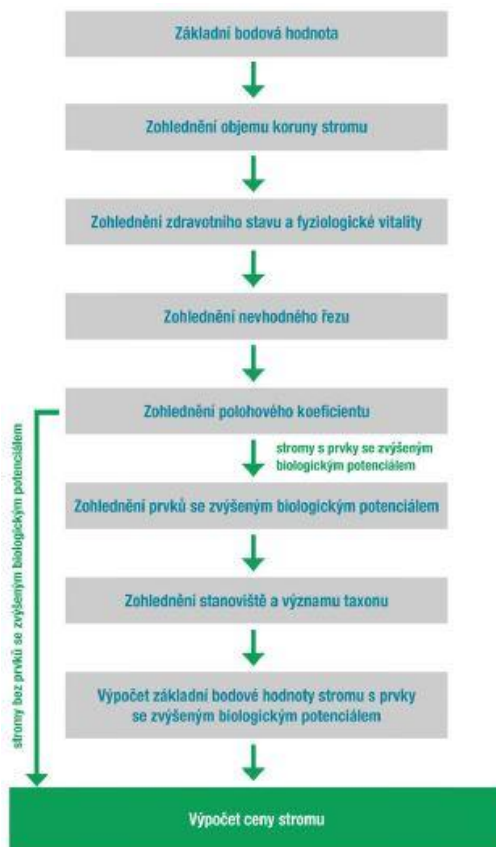 Základní bodová hodnota
Zohlednění objemu koruny stromu
Zohlednění zdravotního stavu a fyziologické vitality
Zohlednění nevhodného řezu
Zohlednění polohového koeficientu
stromy s prvky se zvýšeným
biologickým potenciálem
stromy bez prvků se zvýšeným biologickým potenciálem
Zohlednění prvků se zvýšeným biologickým potenciálem
Zohlednění stanoviště a významu taxonu
Výpočet základní bodové hodnoty stromu s prvky
se zvýšeným biologickým potenciálem
Výpočet ceny stromu